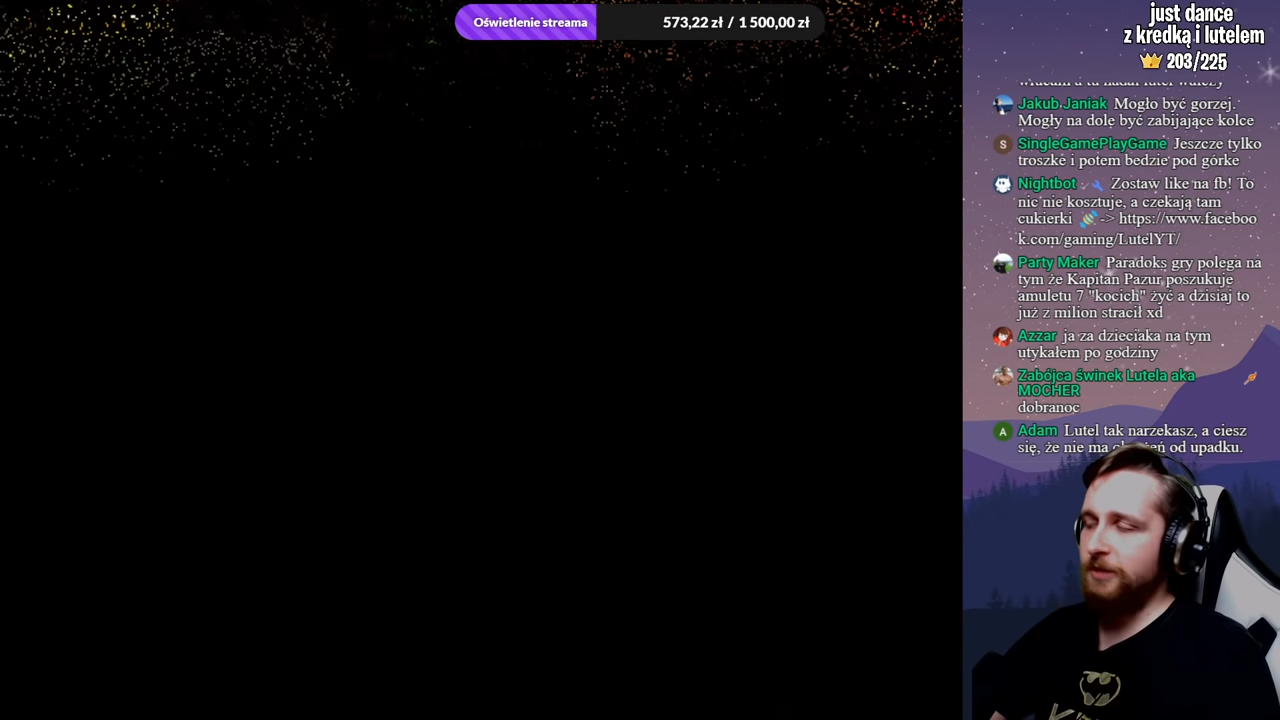 Oświetlenie streama 573,22 zł / 1 500,00 zł
just dance
z kredką i lutelem
203/225
Jakub Janiak Mogło być gorzej.
Mogły na dole być zabijające kolce
S SingleGamePlayGame Jeszcze tylko
troszke i potem bedzie pod górke
Nightbot Zostaw like na fb! To
nic nie kosztuje, a czekają tam
cukierki -> https://www.faceboo
k.com/gaming/LutelYT/
Party Maker Paradoks gry polega na
tym że Kapitan Pazur poszukuje
amuletu 7 "kocich" żyć a dzisiaj to
już z milion stracił xd
Azzar ja za dzieciaka na tym
utykałem po godziny
Zabójca świnek Lutela aka
MOCHER
dobranoc
A Adam Lutel tak narzekasz, a ciesz
się, że nie ma od upadku.